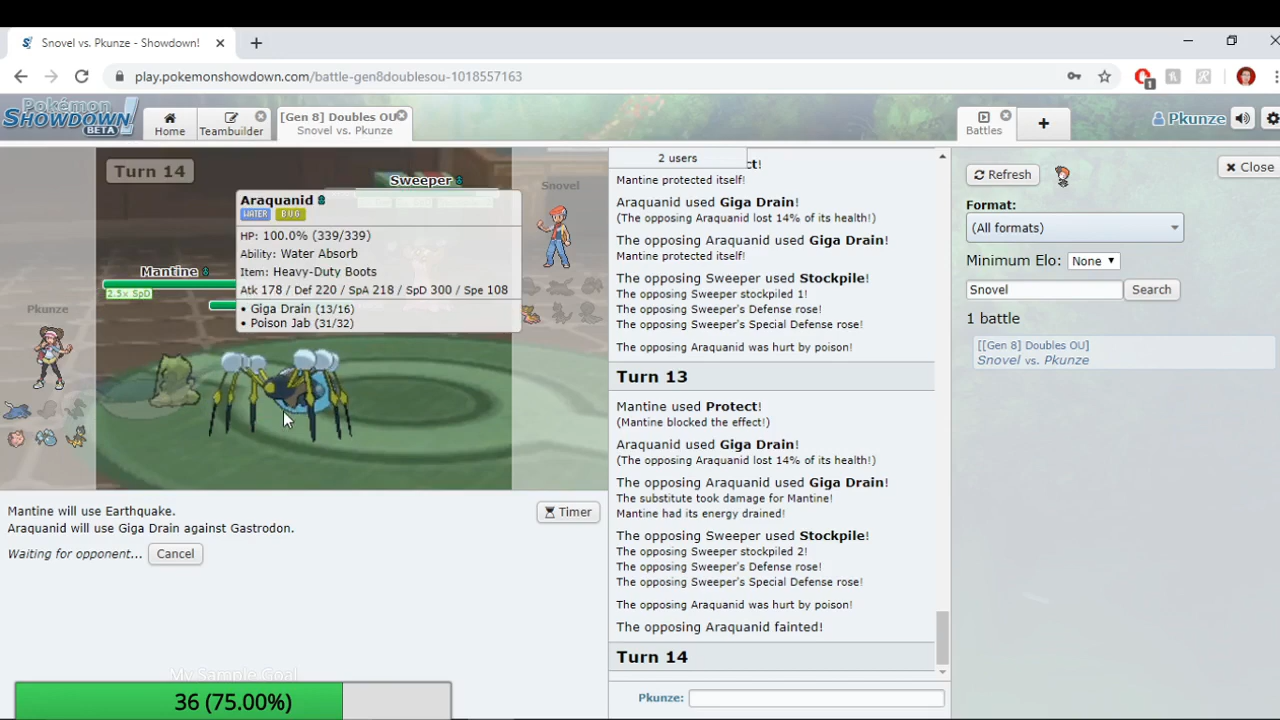 Snovel vs. Pkunze - Showdown!
play.pokemonshowdown.com/battle-gen8doublesou-1018557163
1
Pokémon
SHOWDOWN!
BETA
Home
Teambuilder
[Gen 8] Doubles OU
Snovel vs. Pkunze
Battles
Pkunze
Turn 14
Sweeper
Snovel
Mantine
2.5x SpD
Pkunze
Araquanid
WATER BUG
HP: 100.0% (339/339)
Ability: Water Absorb
Item: Heavy-Duty Boots
Atk 178 / Def 220 / SpA 218 / SpD 300 / Spe 108
• Giga Drain (13/16)
• Poison Jab (31/32)
Mantine will use Earthquake.
Araquanid will use Giga Drain against Gastrodon.
Waiting for opponent...
Cancel
Timer
My Sample Goal
36 (75.00%)
2 users
ct!
Mantine protected itself!
Araquanid used Giga Drain!
(The opposing Araquanid lost 14% of its health!)
The opposing Araquanid used Giga Drain!
Mantine protected itself!
The opposing Sweeper used Stockpile!
The opposing Sweeper stockpiled 1!
The opposing Sweeper's Defense rose!
The opposing Sweeper's Special Defense rose!
The opposing Araquanid was hurt by poison!
Turn 13
Mantine used Protect!
(Mantine blocked the effect!)
Araquanid used Giga Drain!
(The opposing Araquanid lost 14% of its health!)
The opposing Araquanid used Giga Drain!
The substitute took damage for Mantine!
Mantine had its energy drained!
The opposing Sweeper used Stockpile!
The opposing Sweeper stockpiled 2!
The opposing Sweeper's Defense rose!
The opposing Sweeper's Special Defense rose!
The opposing Araquanid was hurt by poison!
The opposing Araquanid fainted!
Turn 14
Pkunze:
Refresh
Close
Format:
(All formats)
Minimum Elo: None
Snovel
Search
1 battle
[[Gen 8] Doubles OU]
Snovel vs. Pkunze